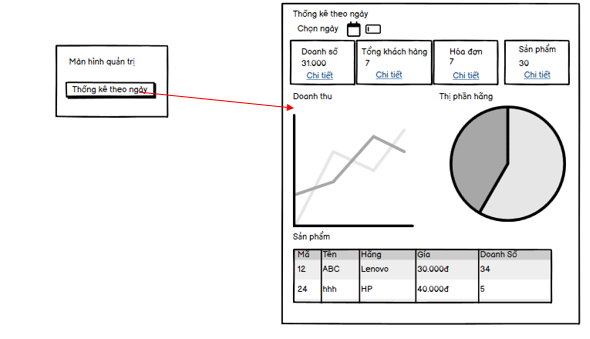 Màn hình quản trị
Thống kê theo ngày
Thống kê theo ngày
Chọn ngày
Doanh số
31.000
Chi tiết
Tổng khách hàng
7
Chi tiết
Hóa đơn
7
Chi tiết
Sản phẩm
30
Chi tiết
Doanh thu
Thị phần hãng
Sản phẩm
Mã Tên Hãng Gía Doanh Số
12 ABC Lenovo 30.000đ 34
24 hhh HP 40.000đ 5